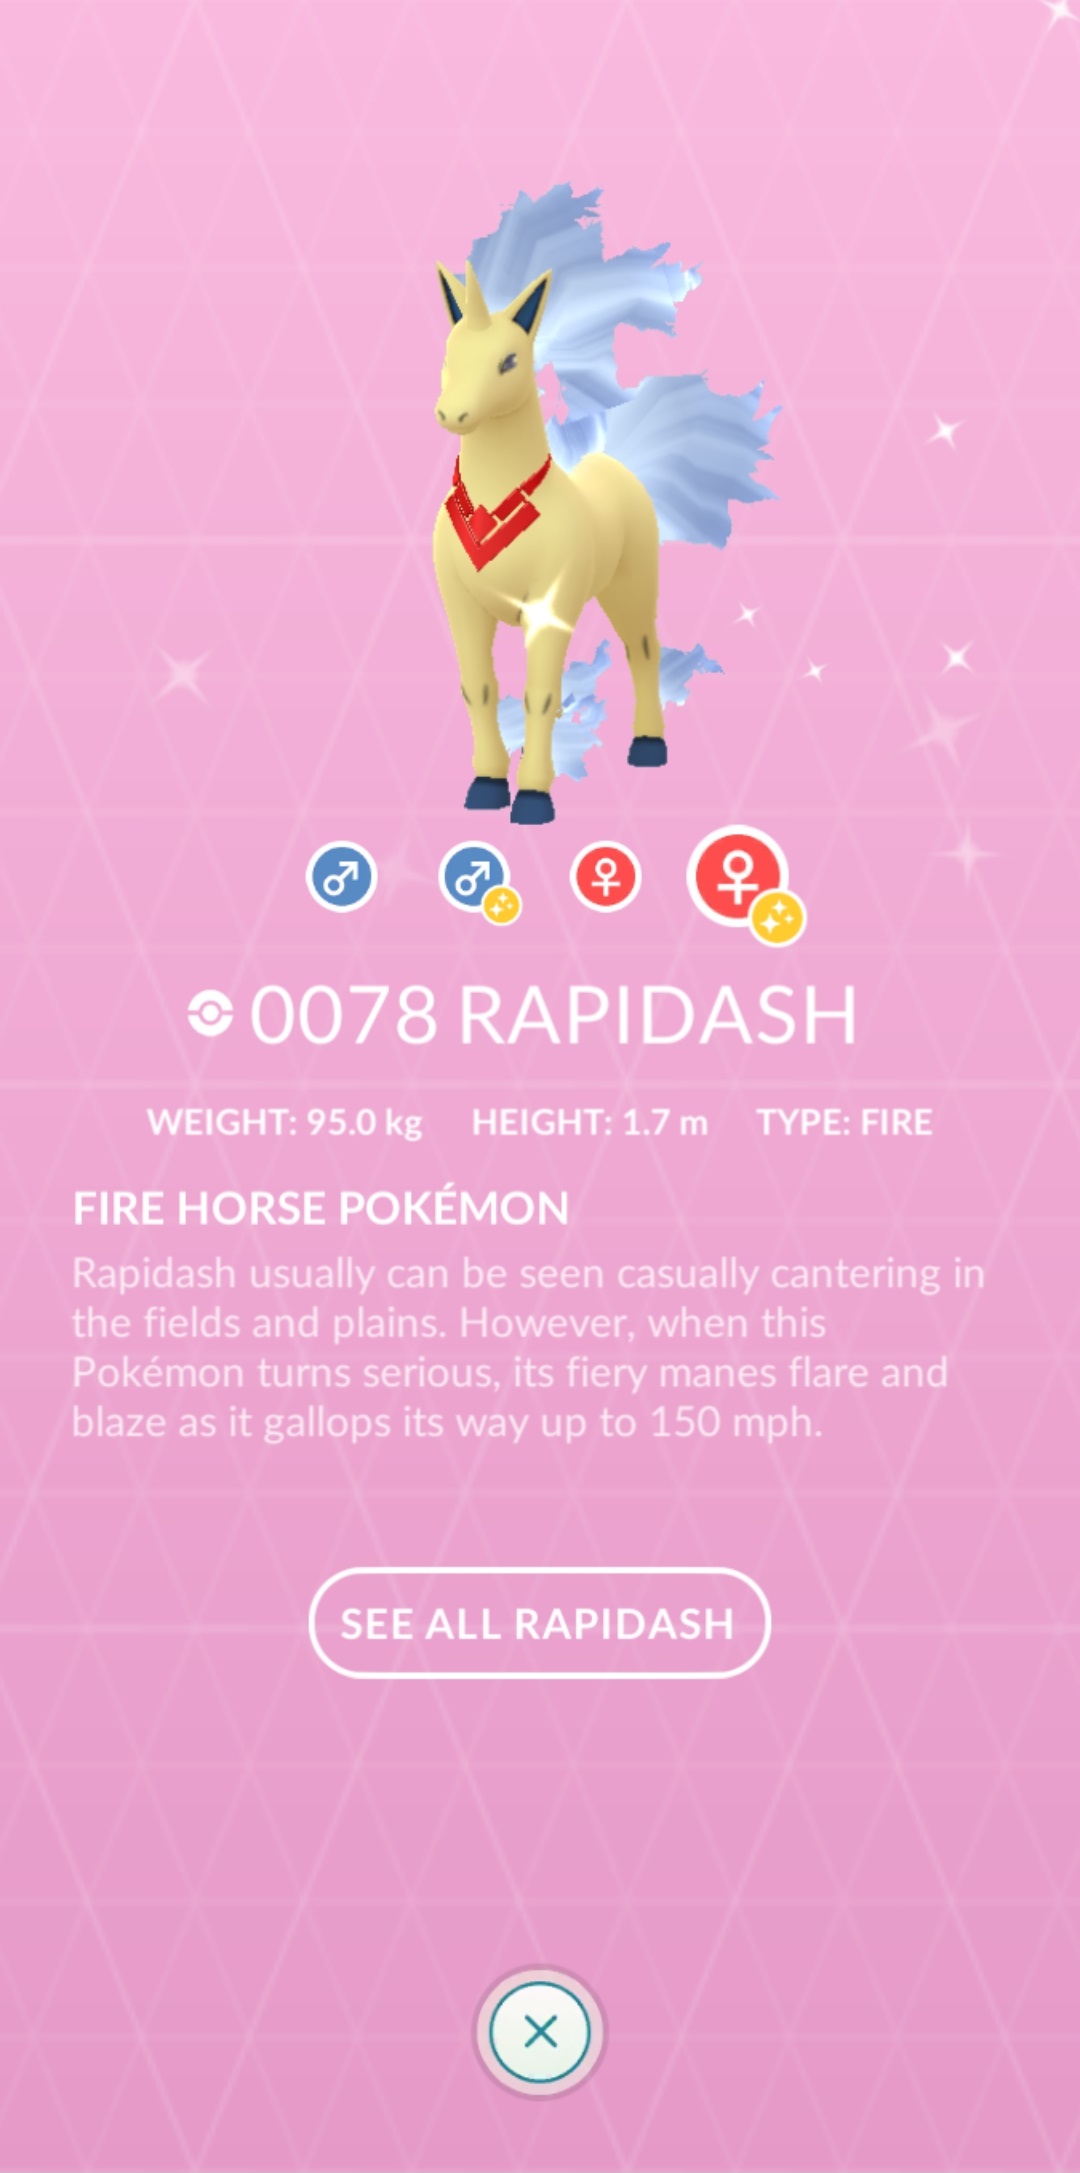 0078 RAPIDASH
WEIGHT: 95.0 kg HEIGHT: 1.7 m TYPE: FIRE
FIRE HORSE POKÉMON
Rapidash usually can be seen casually cantering in
the fields and plains. However, when this
Pokémon turns serious, its fiery manes flare and
blaze as it gallops its way up to 150 mph.
SEE ALL RAPIDASH